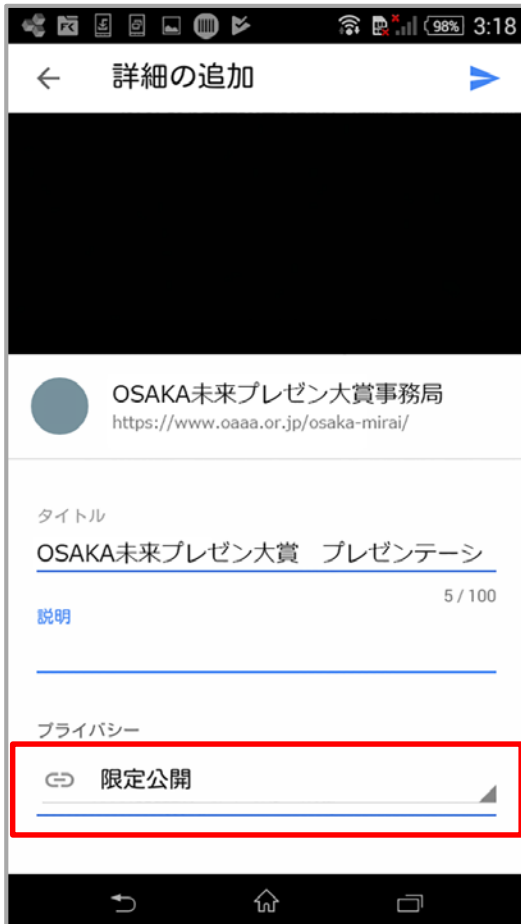 98% 3:18
詳細の追加
OSAKA未来プレゼン大賞事務局
https://www.oaaa.or.jp/osaka-mirai/
タイトル
OSAKA未来プレゼン大賞　プレゼンテーシ
5 / 100
説明
プライバシー
限定公開